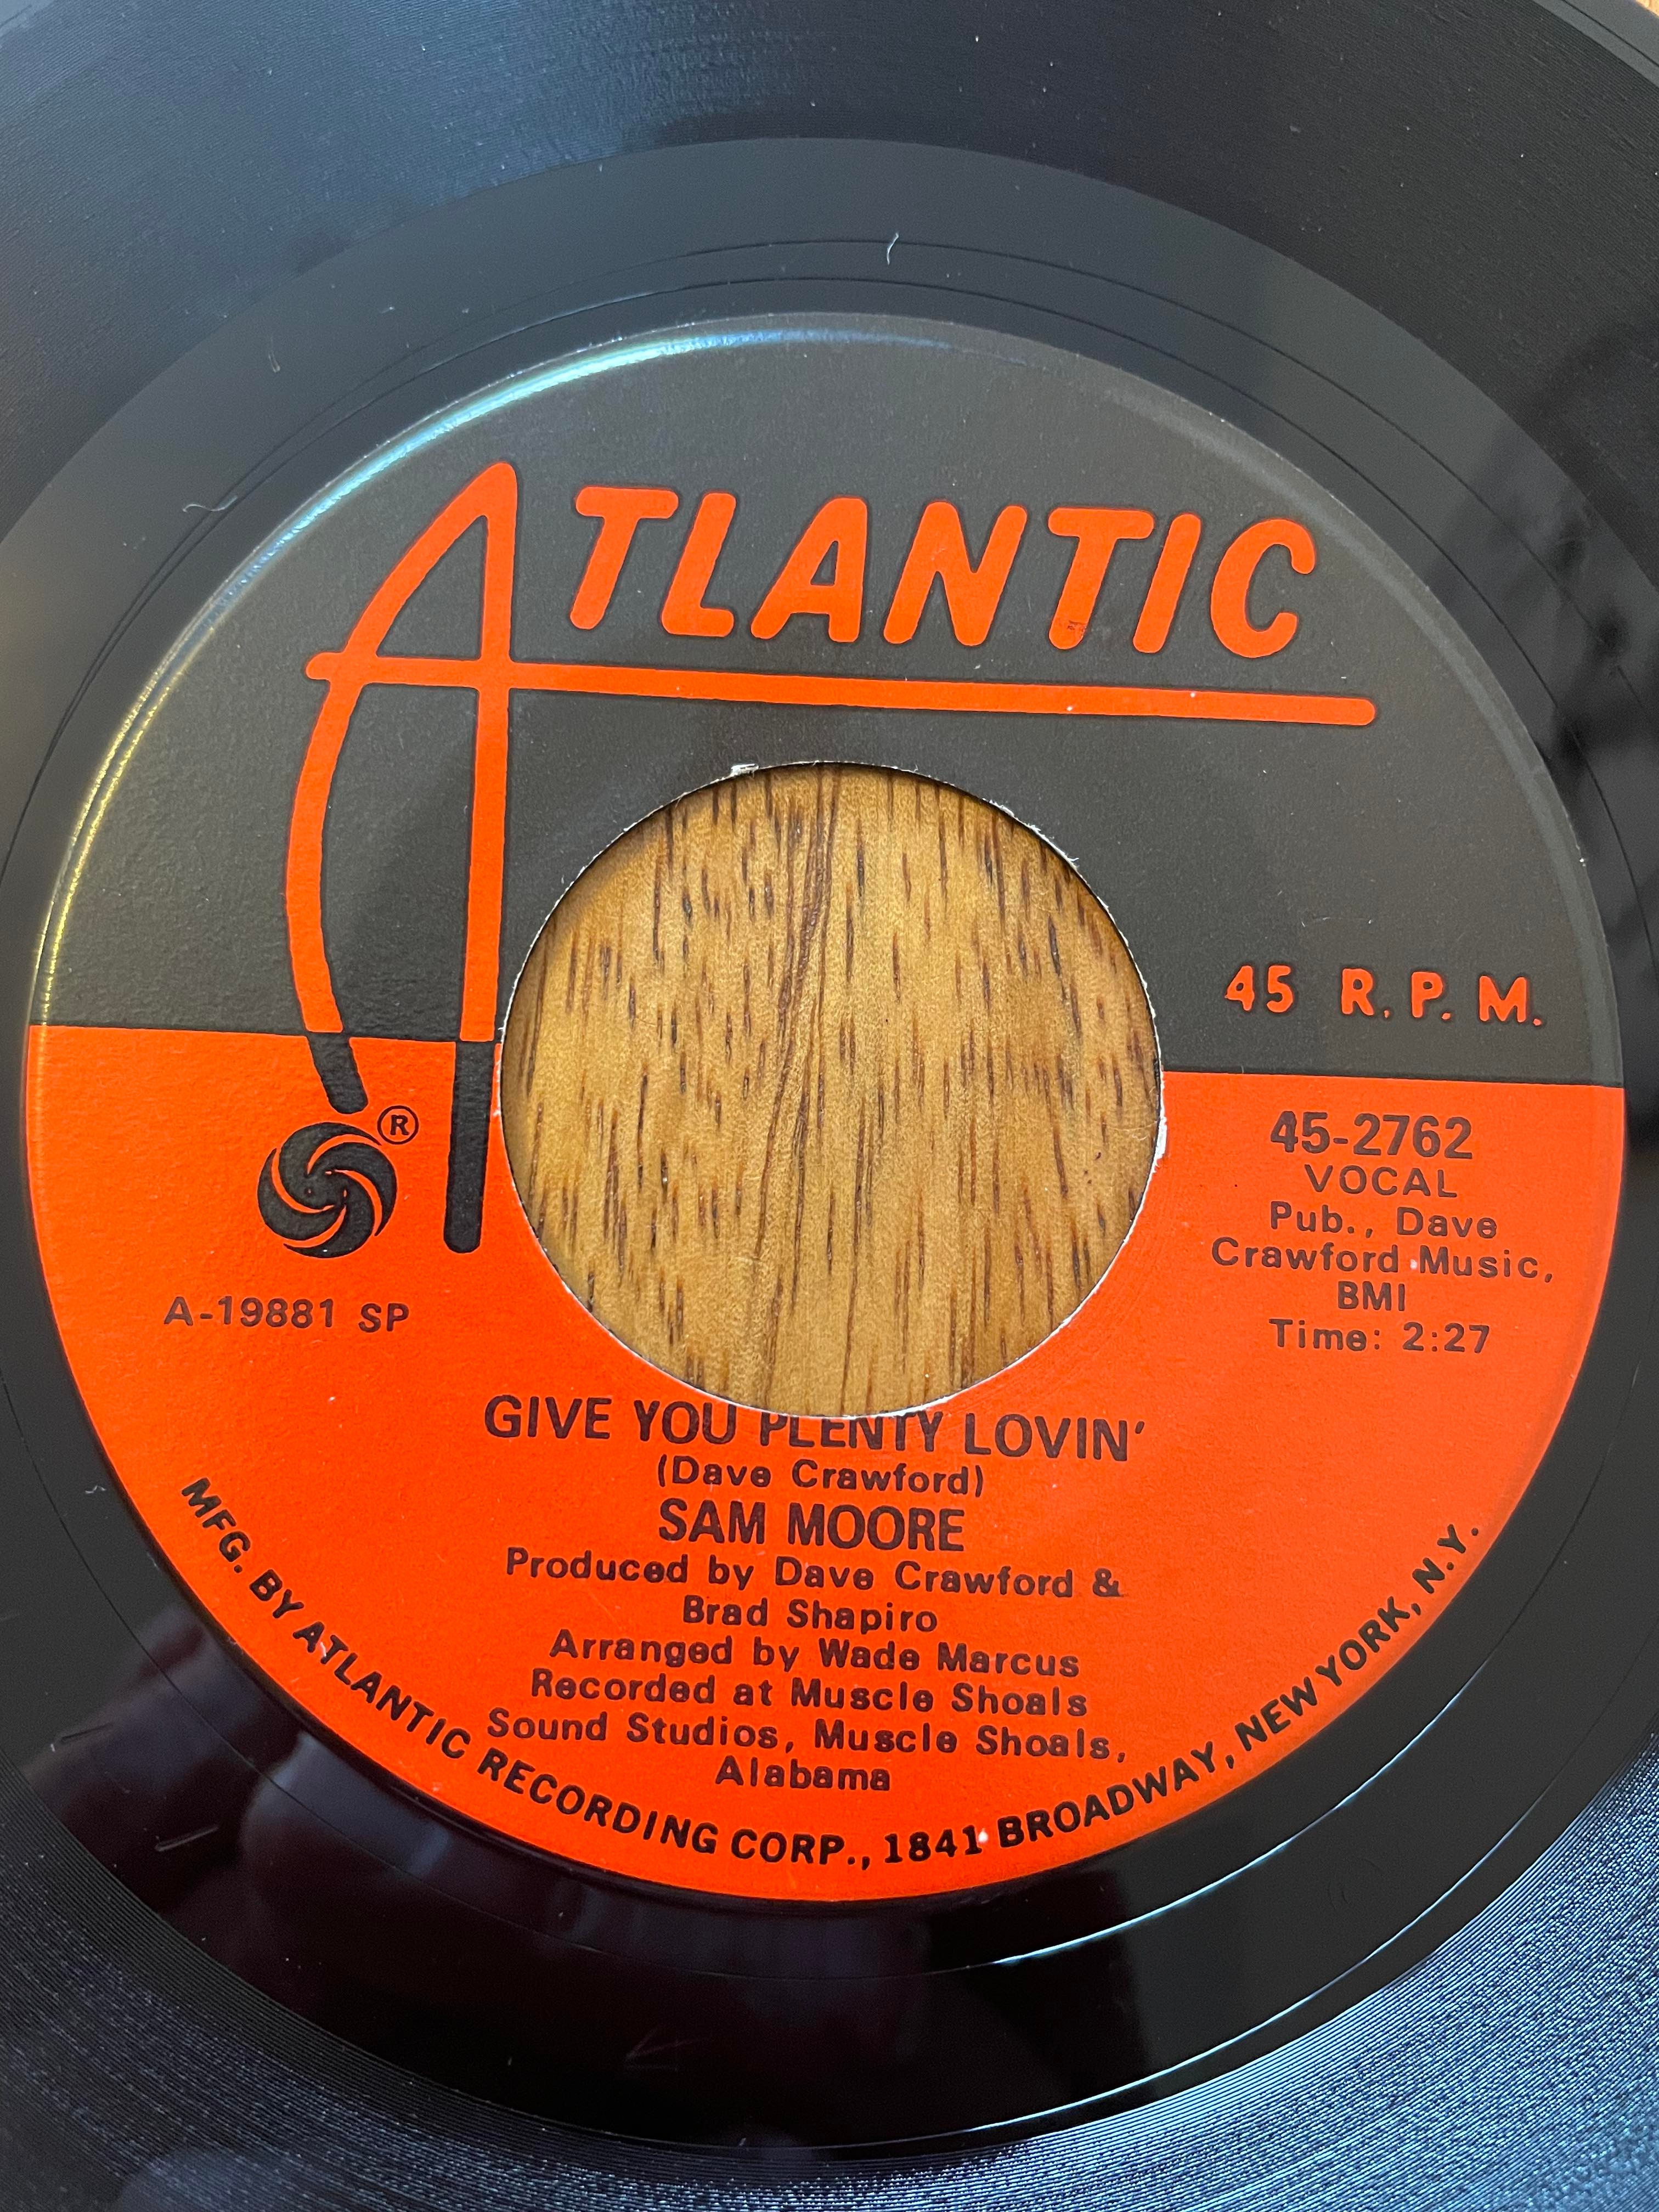 ATLANTIC
45 R.P.M.
®
45-2762
VOCAL
Pub., Dave
Crawford Music,
BMI
Time: 2:27
A-19881 SP
GIVE YOU PLENTY LOVIN'
(Dave Crawford)
SAM MOORE
Produced by Dave Crawford &
Brad Shapiro
Arranged by Wade Marcus
Recorded at Muscle Shoals
Sound Studios, Muscle Shoals,
Alabama
MFG. BY ATLANTIC RECORDING CORP., 1841 BROADWAY, NEW YORK, N.Y.